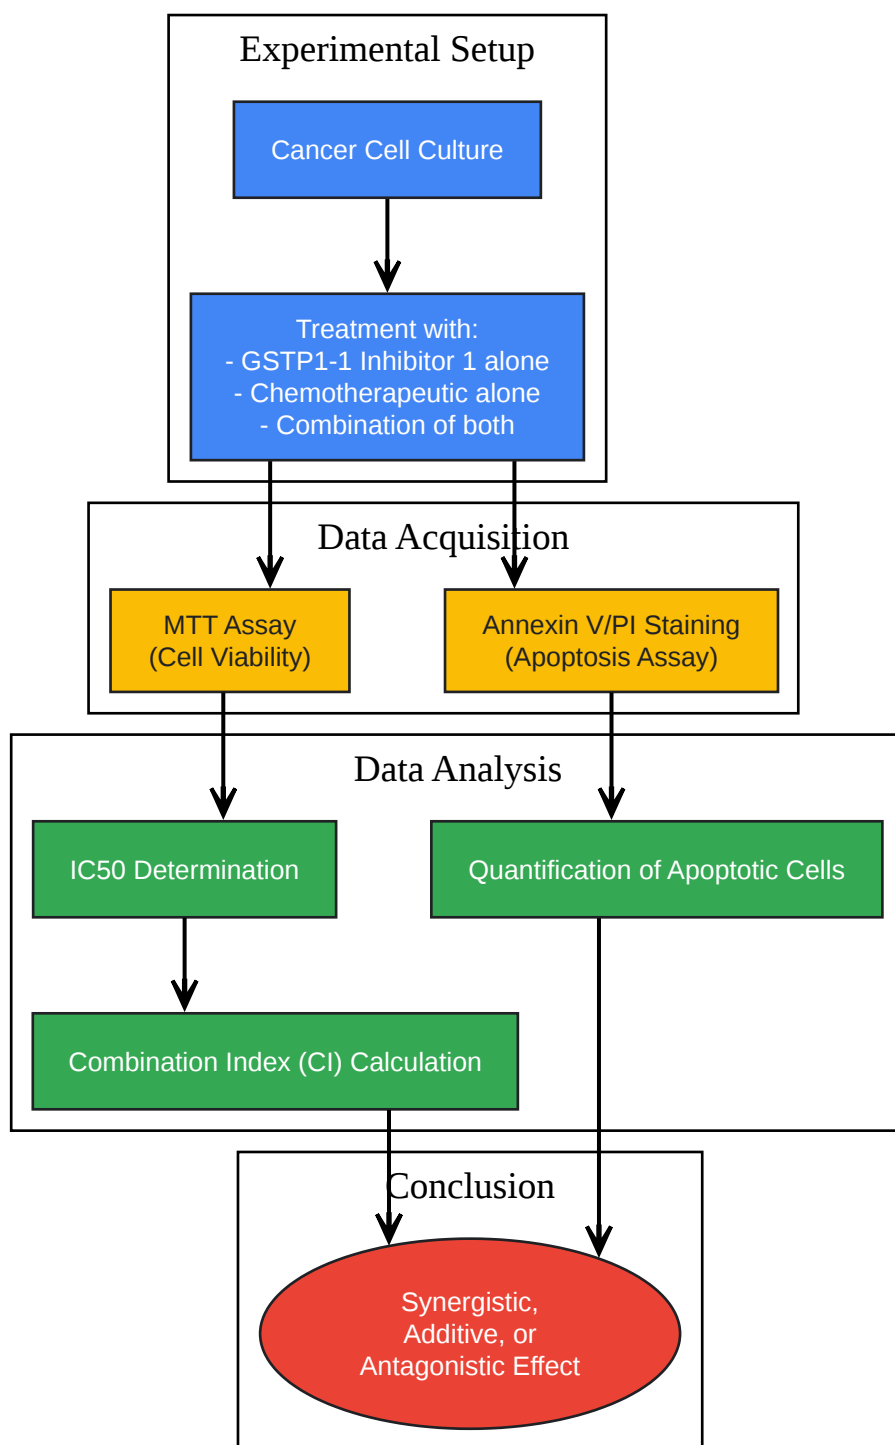 Experimental Setup
Cancer Cell Culture
Treatment with:
- GSTP1-1 Inhibitor 1 alone
- Chemotherapeutic alone
- Combination of both
Data Acquisition
MTT Assay
(Cell Viability)
Annexin V/PI Staining
(Apoptosis Assay)
Data Analysis
IC50 Determination
Quantification of Apoptotic Cells
Combination Index (CI) Calculation
Conclusion
Synergistic,
Additive, or
Antagonistic Effect